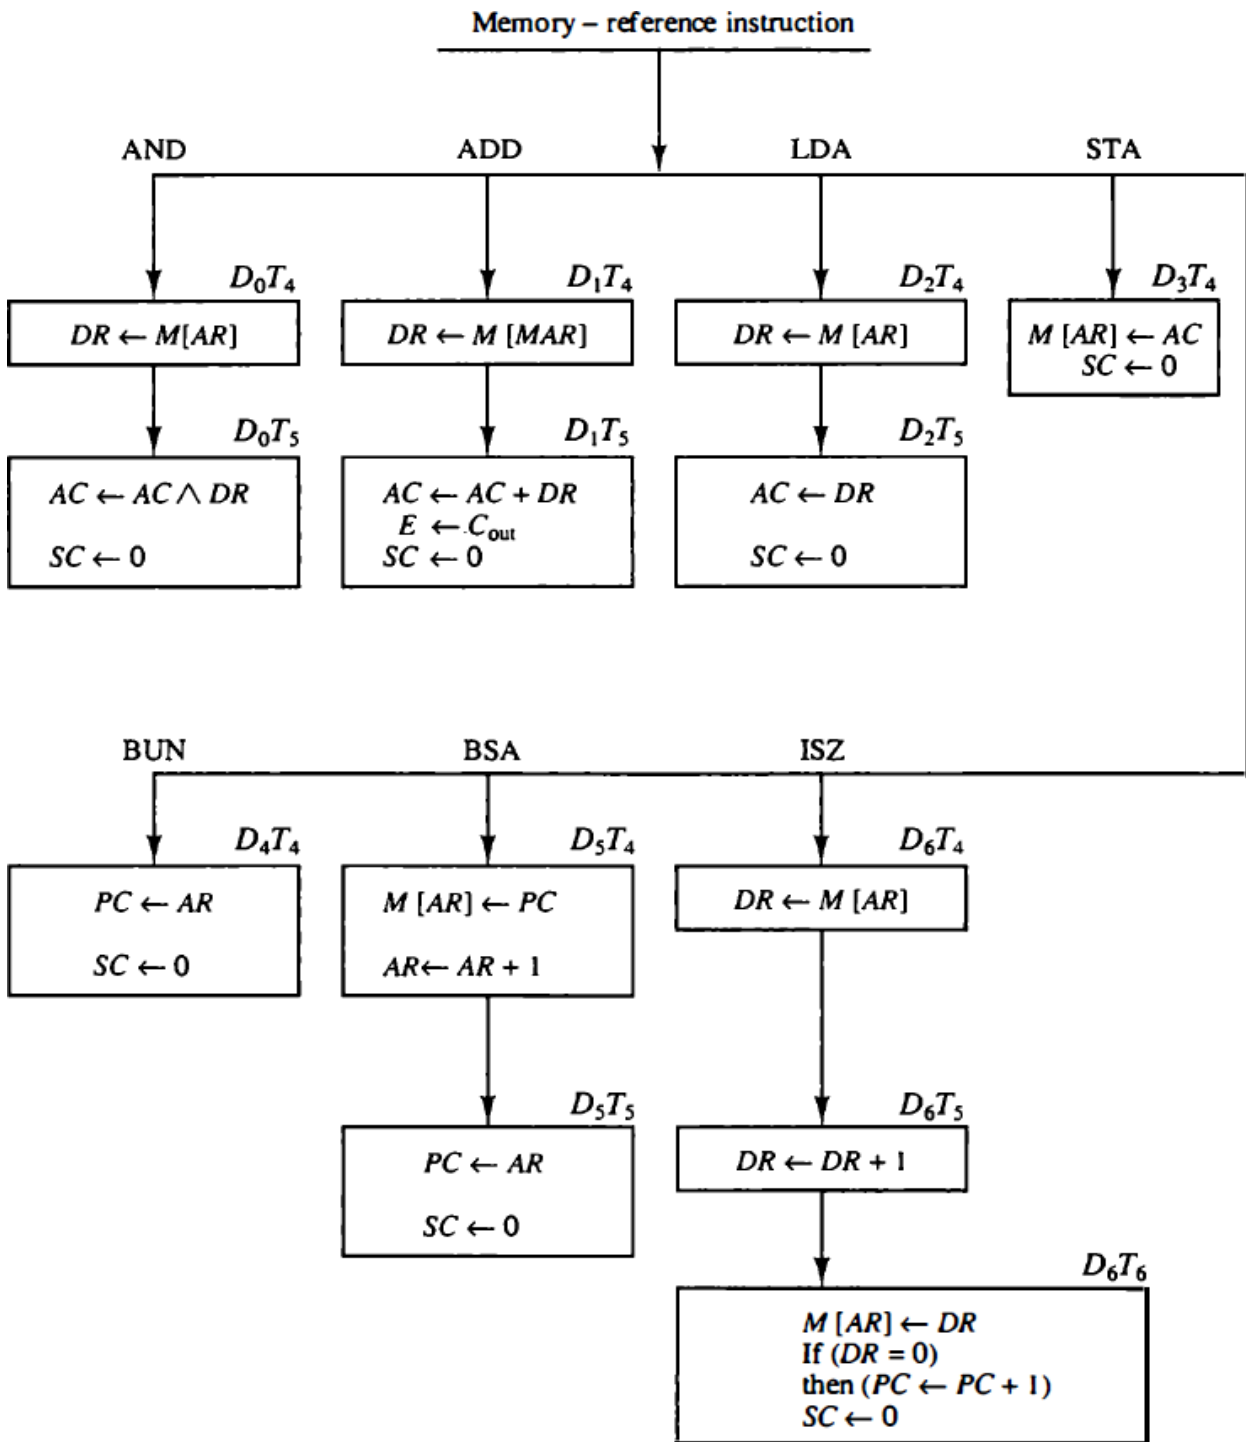 Memory – reference instruction
AND ADD LDA STA
D₀T₄ D₁T₄ D₂T₄ D₃T₄
DR ← M[AR]
DR ← M [MAR]
DR ← M [AR]
M [AR] ← AC
SC ← 0
D₀T₅ D₁T₅ D₂T₅
AC ← AC ∧ DR
SC ← 0
AC ← AC + DR
E ← C_out
SC ← 0
AC ← DR
SC ← 0
BUN BSA ISZ
D₄T₄ D₅T₄ D₆T₄
PC ← AR
SC ← 0
M [AR] ← PC
AR ← AR + 1
DR ← M [AR]
D₅T₅ D₆T₅
PC ← AR
SC ← 0
DR ← DR + 1
D₆T₆
M [AR] ← DR
If (DR = 0)
then (PC ← PC + 1)
SC ← 0